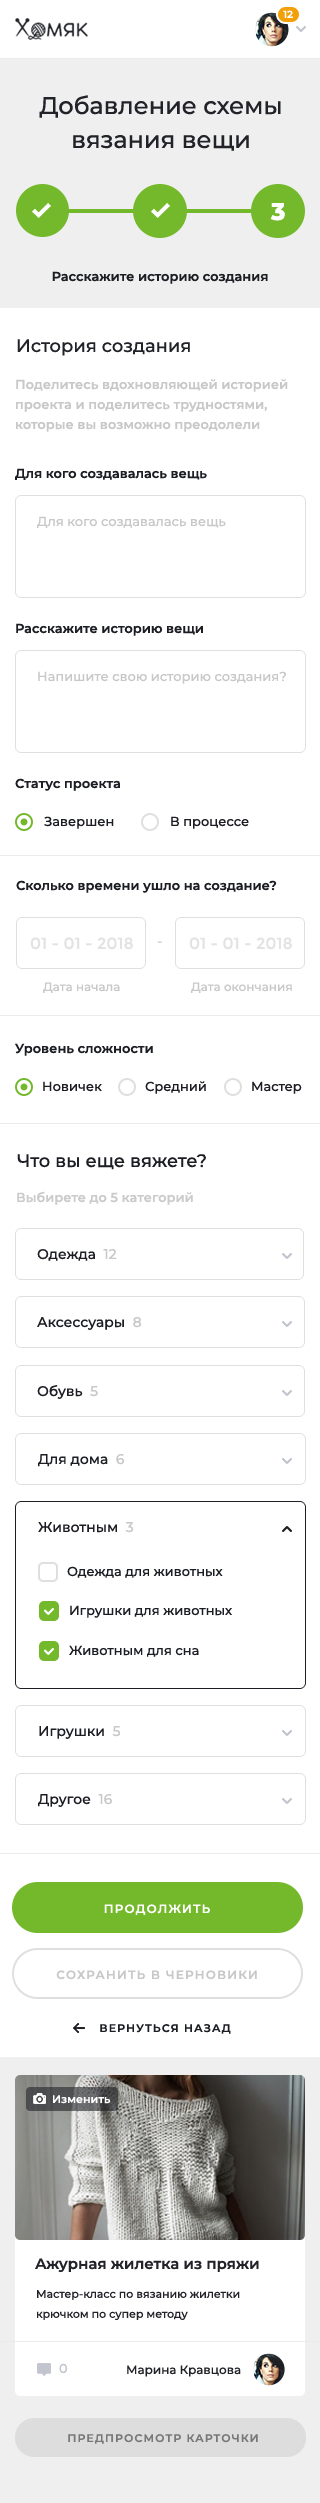 Хомяк
12
Добавление схемы
вязания вещи
3
Расскажите историю создания
История создания
Поделитесь вдохновляющей историей
проекта и поделитесь трудностями,
которые вы возможно преодолели
Для кого создавалась вещь
Для кого создавалась вещь
Расскажите историю вещи
Напишите свою историю создания?
Статус проекта
Завершен В процессе
Сколько времени ушло на создание?
01 - 01 - 2018 - 01 - 01 - 2018
Дата начала Дата окончания
Уровень сложности
Новичек Средний Мастер
Что вы еще вяжете?
Выбирете до 5 категорий
Одежда 12
Аксессуары 8
Обувь 5
Для дома 6
Животным 3
Одежда для животных
Игрушки для животных
Животным для сна
Игрушки 5
Другое 16
ПРОДОЛЖИТЬ
СОХРАНИТЬ В ЧЕРНОВИКИ
ВЕРНУТЬСЯ НАЗАД
Изменить
Ажурная жилетка из пряжи
Мастер-класс по вязанию жилетки
крючком по супер методу
0 Марина Кравцова
ПРЕДПРОСМОТР КАРТОЧКИ